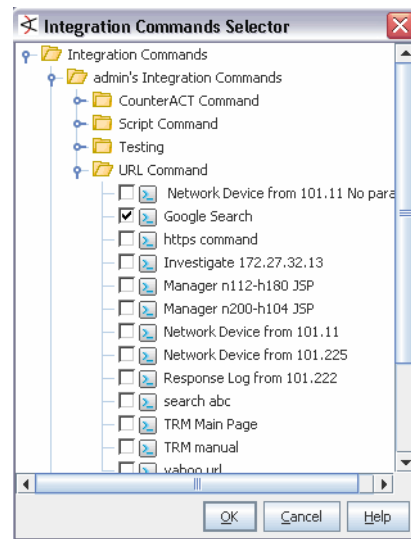 Integration Commands Selector
Integration Commands
admin's Integration Commands
CounterACT Command
Script Command
Testing
URL Command
Network Device from 101.11 No para
Google Search
https command
Investigate 172.27.32.13
Manager n112-h180 JSP
Manager n200-h104 JSP
Network Device from 101.11
Network Device from 101.225
Response Log from 101.222
search abc
TRM Main Page
TRM manual
yahoo url
OK Cancel Help